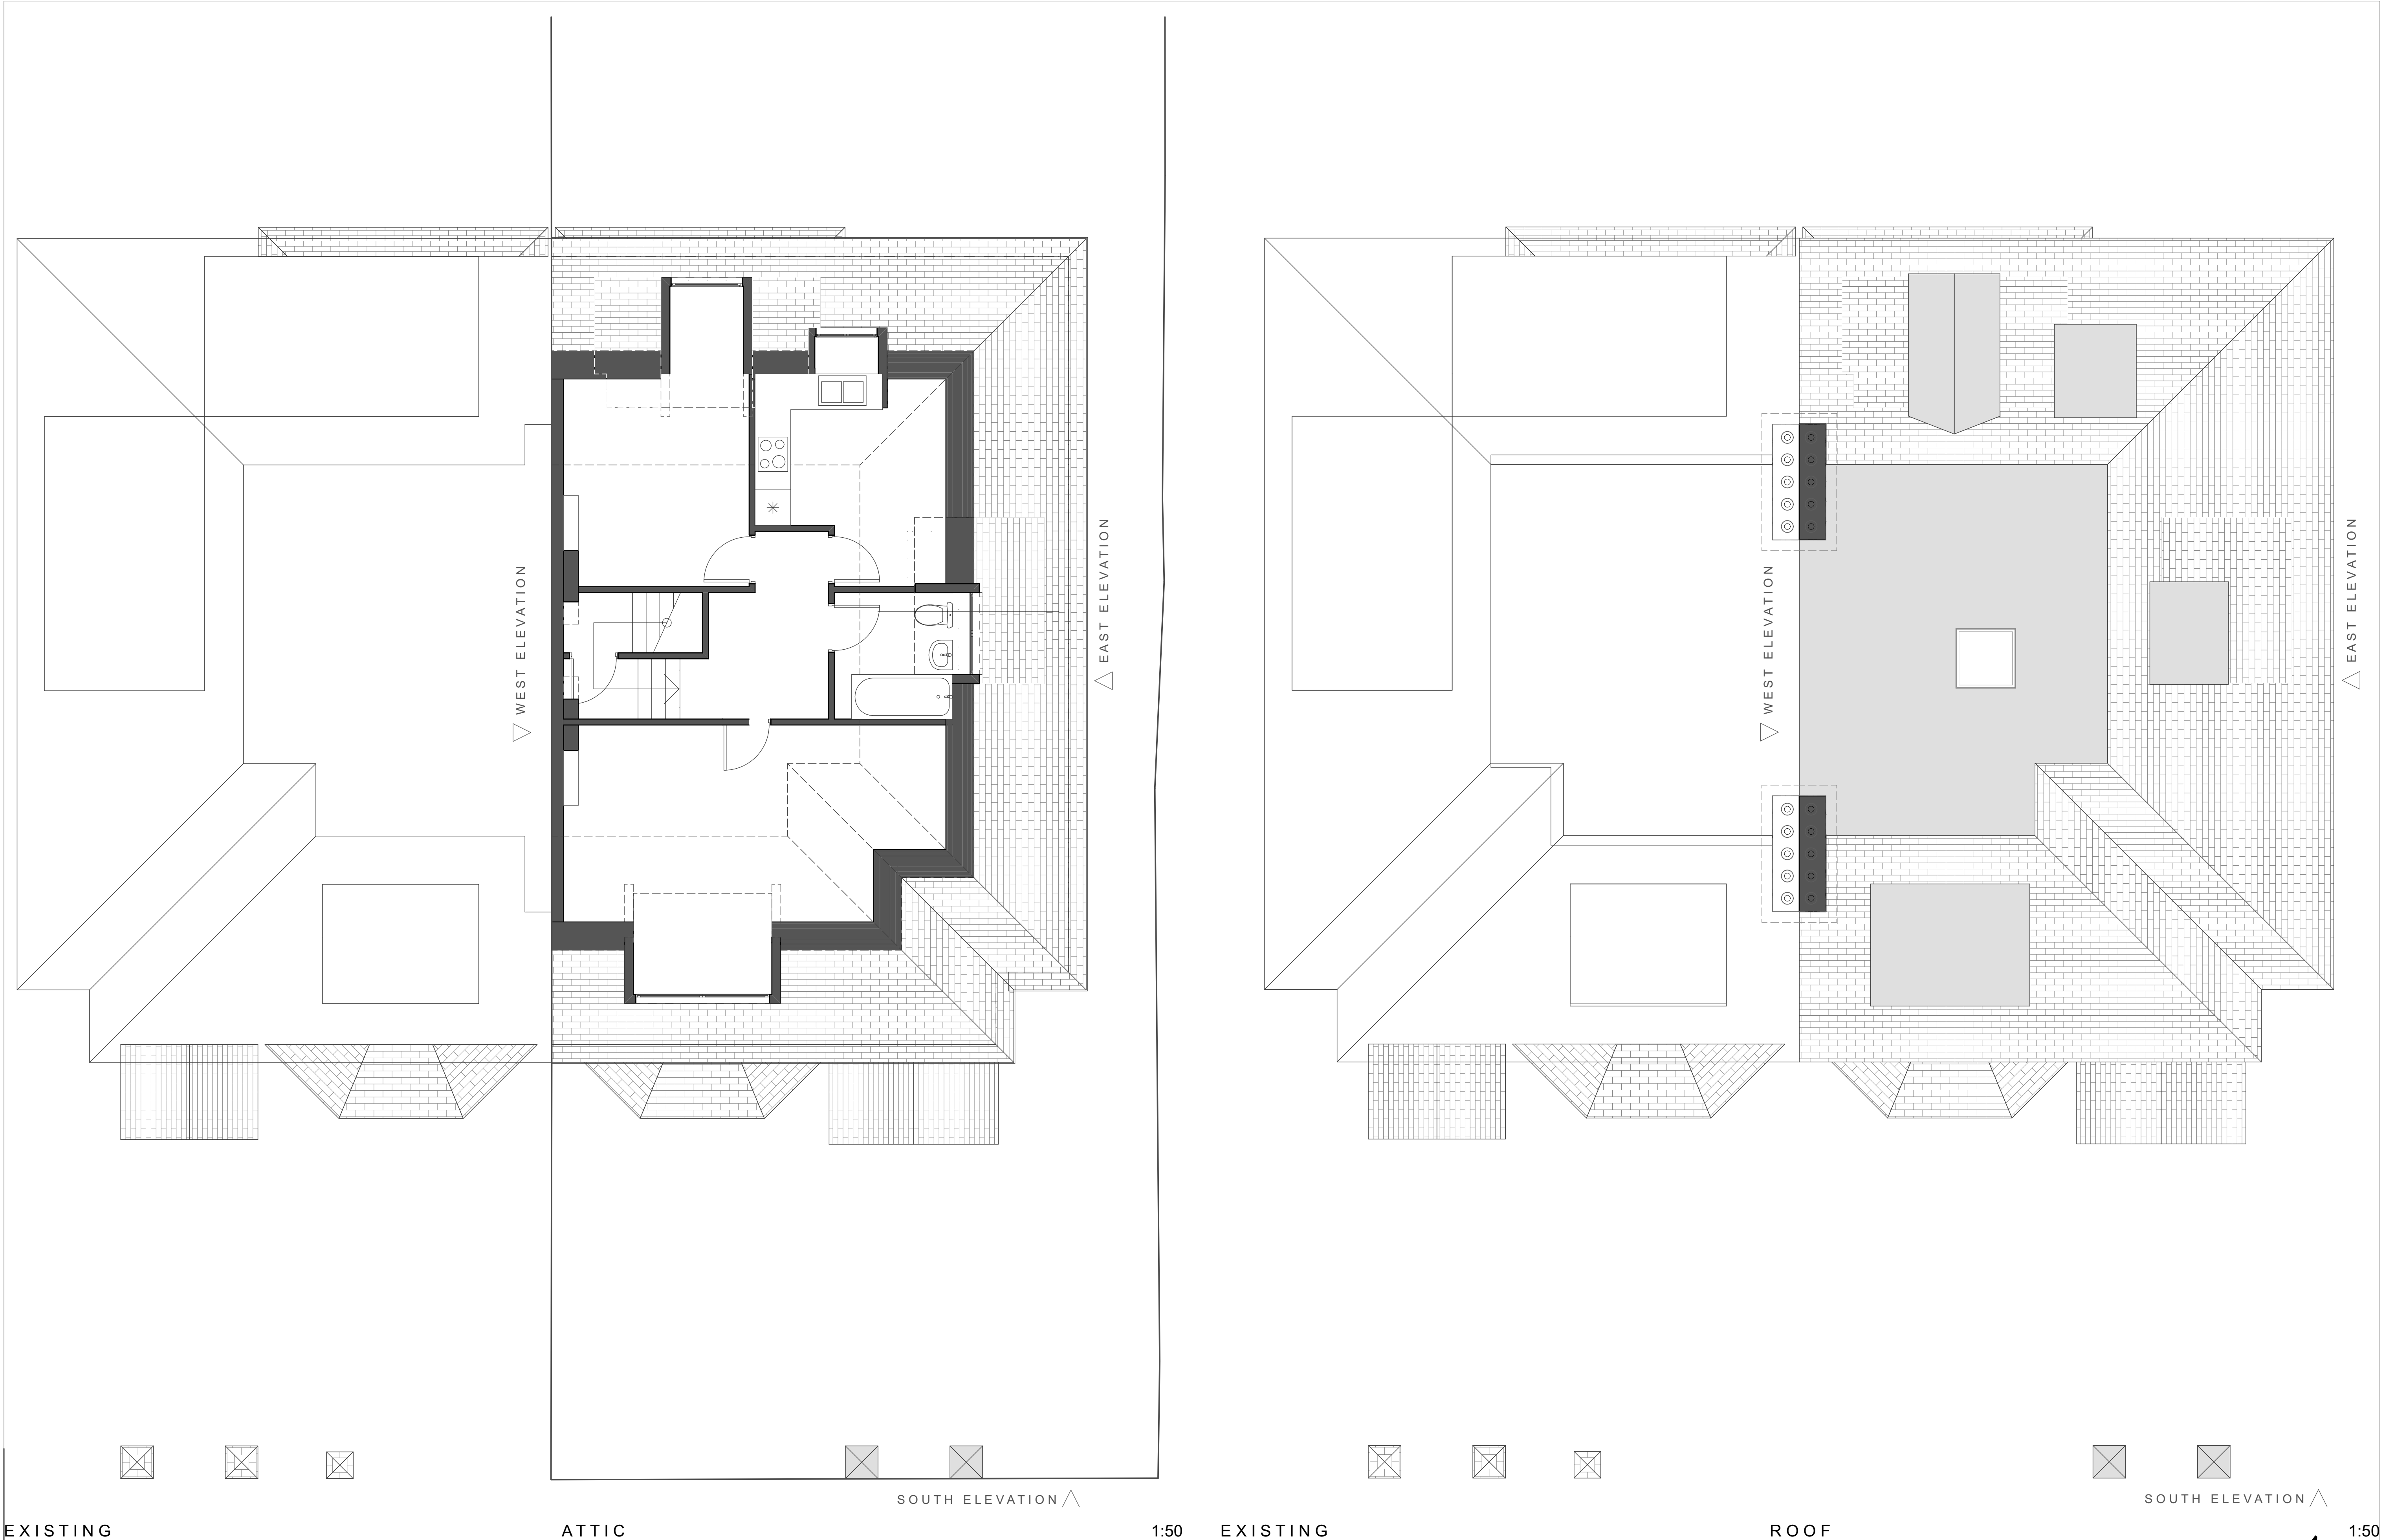 WEST ELEVATION
EAST ELEVATION
WEST ELEVATION
EAST ELEVATION
SOUTH ELEVATION
SOUTH ELEVATION
EXISTING ATTIC 1:50
EXISTING ROOF 1:50